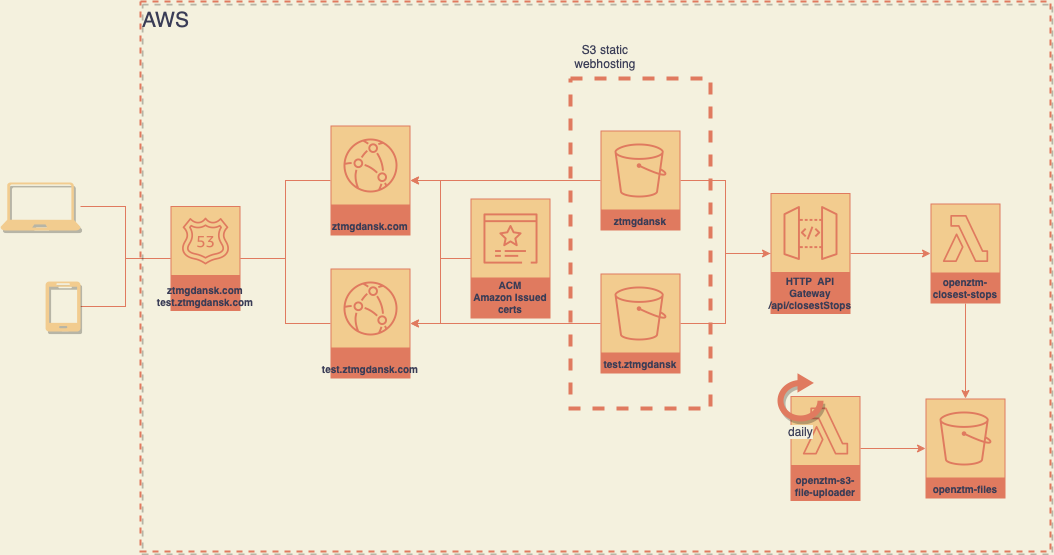 AWS
S3 static
webhosting
ztmgdansk.com
ztmgdansk
53
ztmgdansk.com
test.ztmgdansk.com
ACM
Amazon Issued
certs
</>
HTTP API
Gateway
/api/closestStops
openztm-
closest-stops
test.ztmgdansk.com
test.ztmgdansk
daily
openztm-s3-
file-uploader
openztm-files